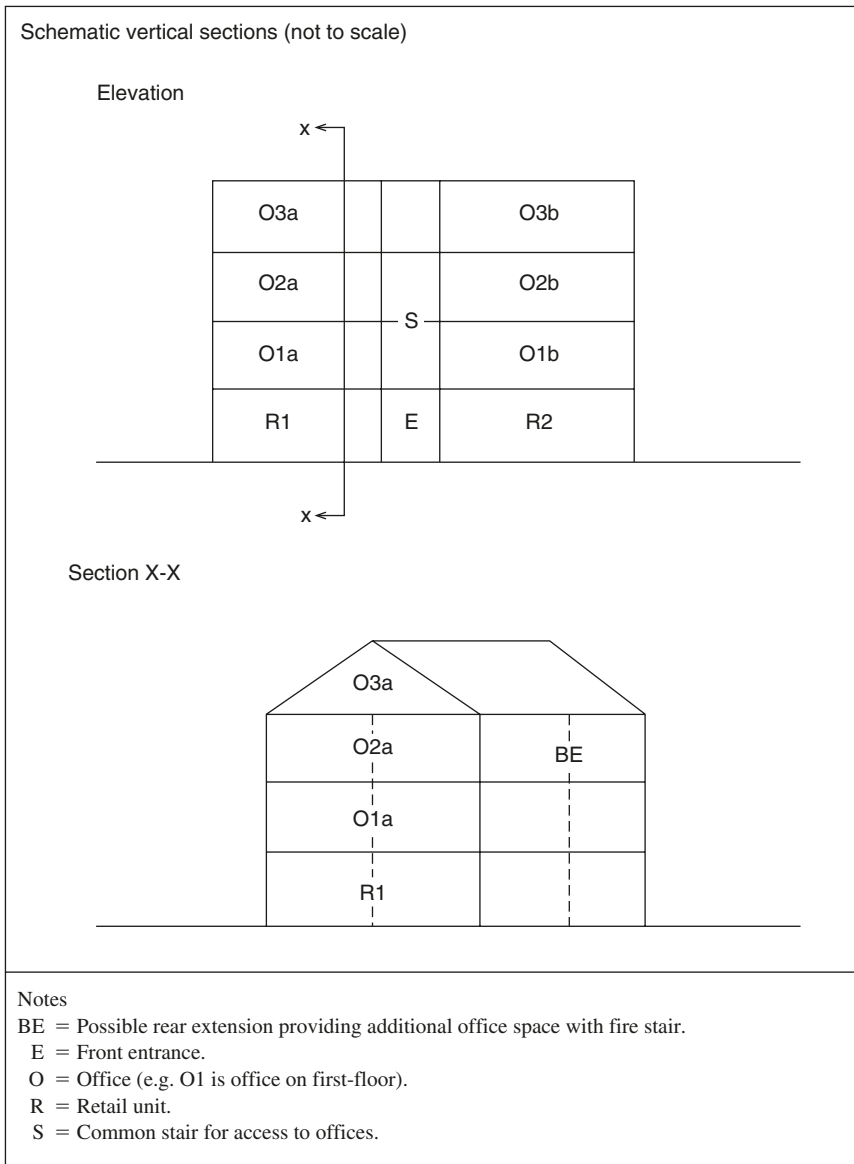 Schematic vertical sections (not to scale)
Elevation
x
O3a O3b
O2a O2b
S
O1a O1b
R1 E R2
x
Section X-X
O3a
O2a BE
O1a
R1
Notes
BE = Possible rear extension providing additional office space with fire stair.
E = Front entrance.
O = Office (e.g. O1 is office on first-floor).
R = Retail unit.
S = Common stair for access to offices.